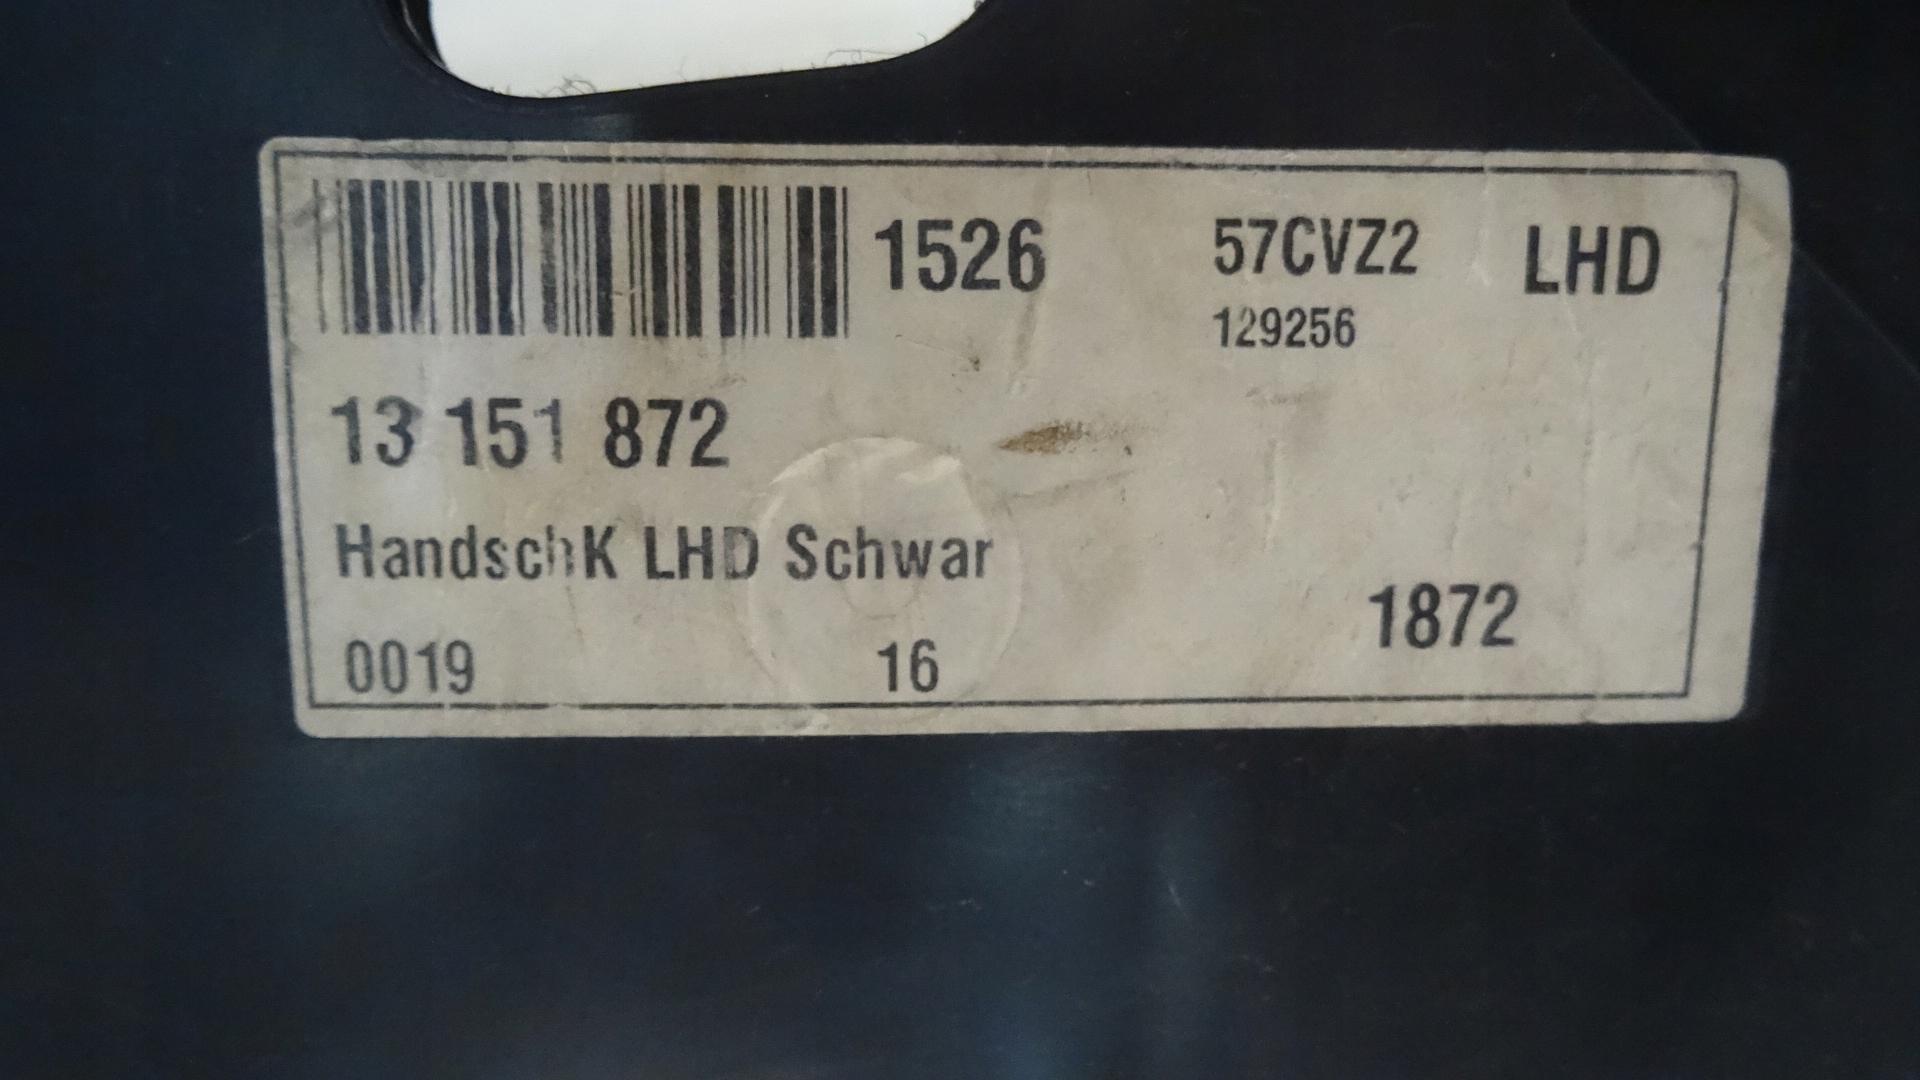 1526 57CVZ2 LHD
129256
13 151 872
HandschK LHD Schwar
1872
0019 16